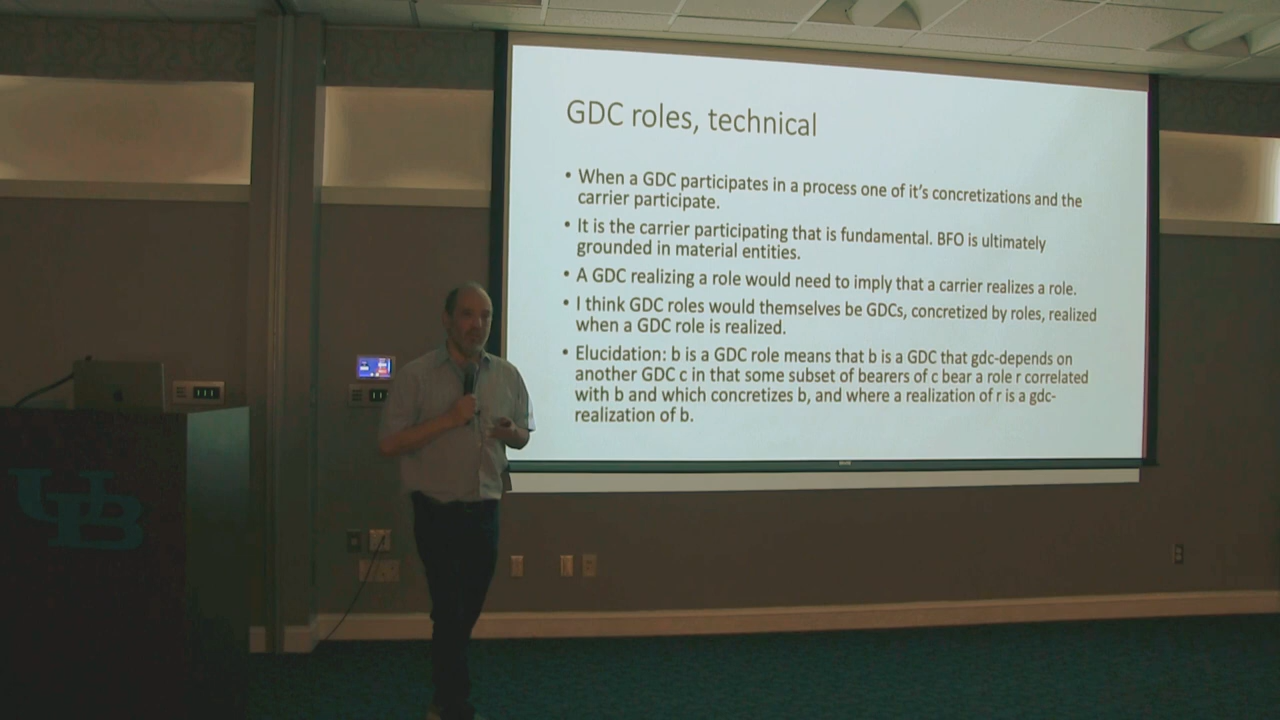 GDC roles, technical
• When a GDC participates in a process one of it's concretizations and the
carrier participate.
• It is the carrier participating that is fundamental. BFO is ultimately
grounded in material entities.
• A GDC realizing a role would need to imply that a carrier realizes a role.
• I think GDC roles would themselves be GDCs, concretized by roles, realized
when a GDC role is realized.
• Elucidation: b is a GDC role means that b is a GDC that gdc-depends on
another GDC c in that some subset of bearers of c bear a role r correlated
with b and which concretizes b, and where a realization of r is a gdc-
realization of b.
UB